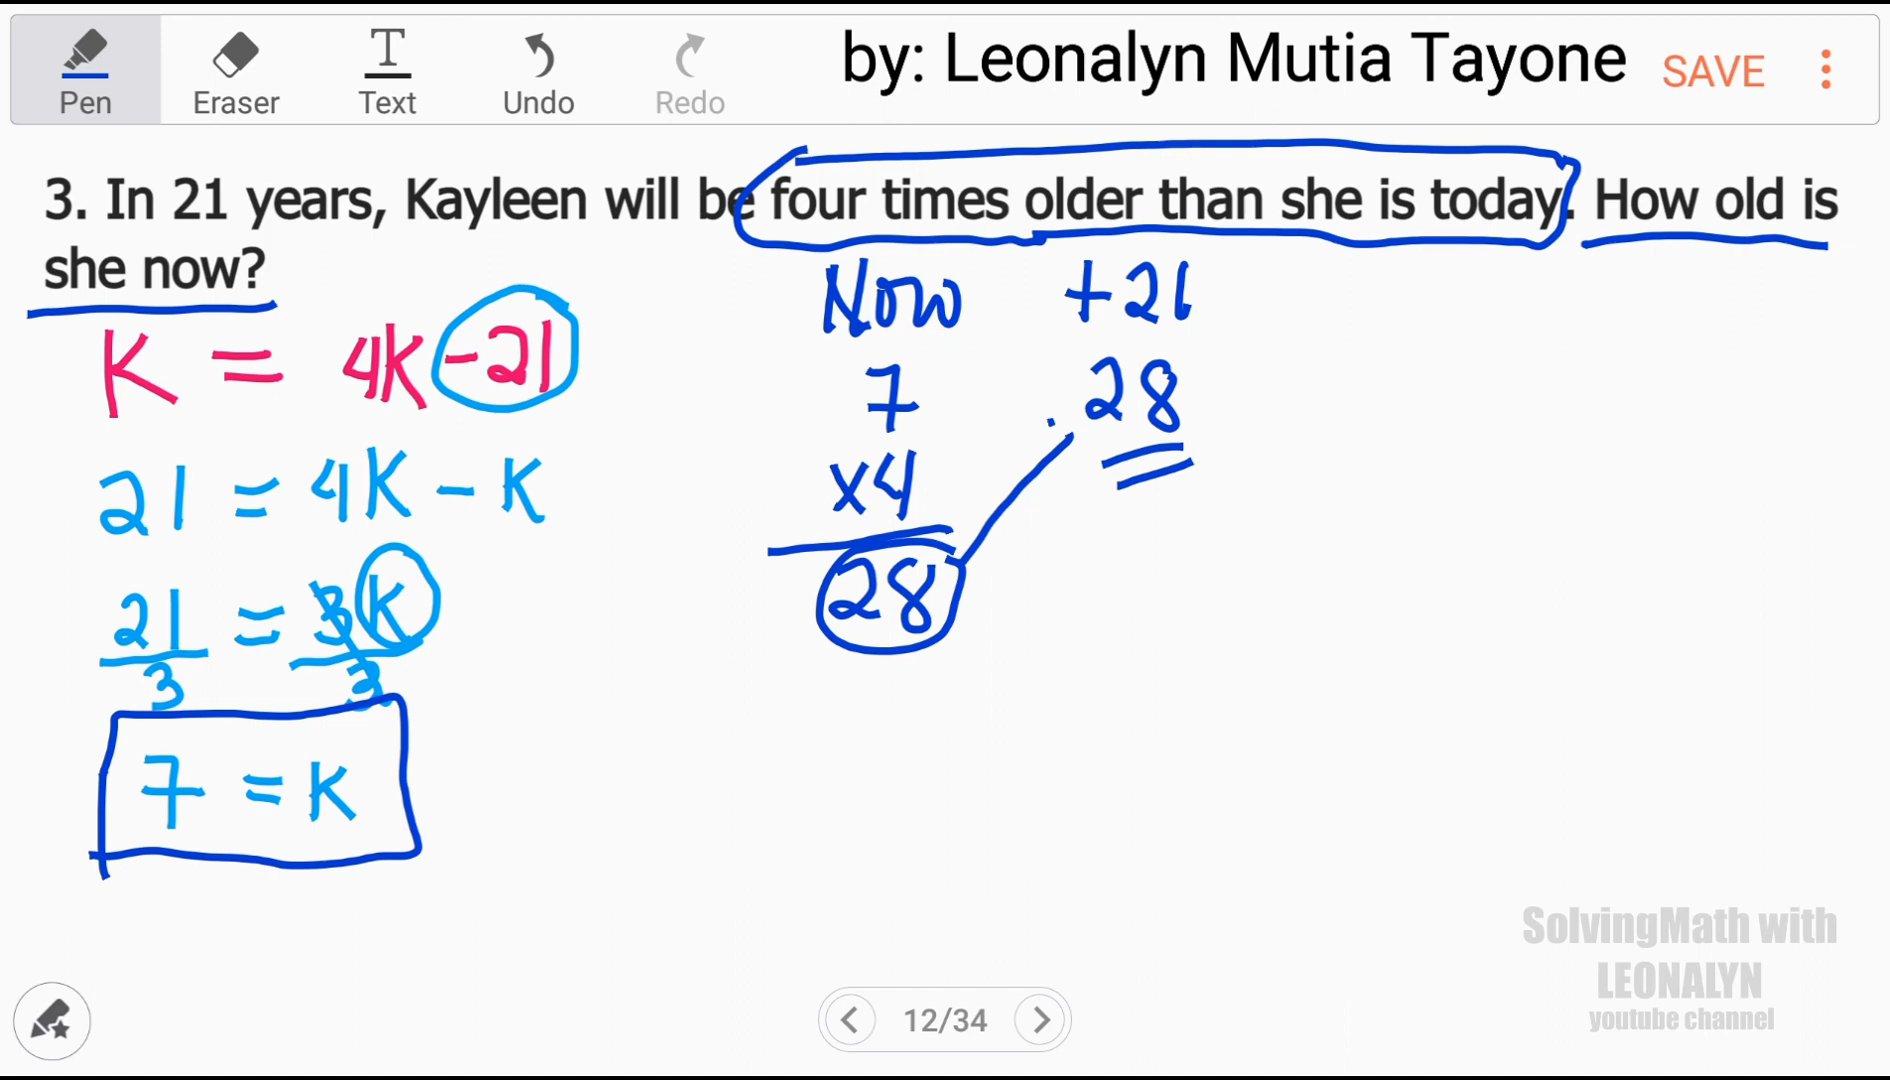 by: Leonalyn Mutia Tayone
SAVE
Pen
Eraser
T
Text
Undo
Redo
3. In 21 years, Kayleen will be four times older than she is today. How old is
she now?
K = 4K - 21
21 = 4K - K
21/3 = 3K/3
7 = K
Now +21
7 28
x4
28
SolvingMath with
LEONALYN
youtube channel
12/34